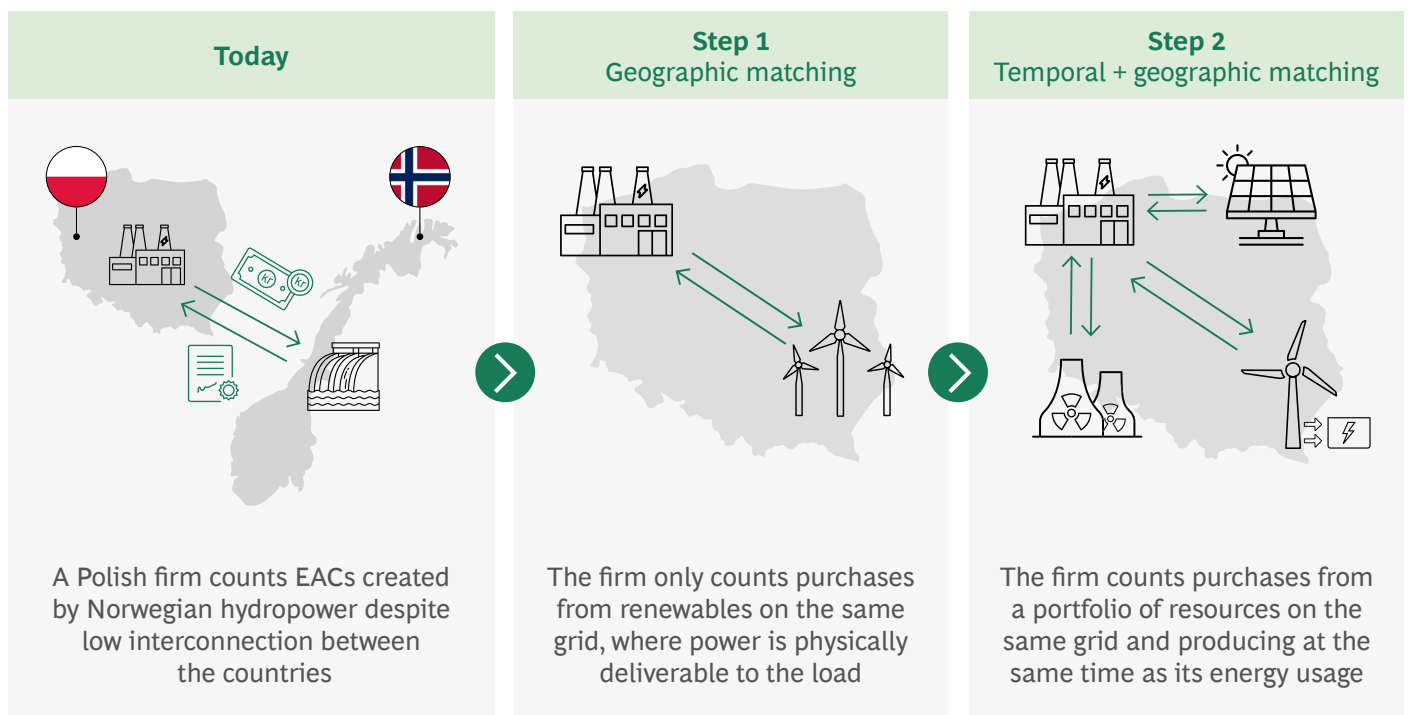 Today
Step 1
Geographic matching
Step 2
Temporal + geographic matching
kr
kr
A Polish firm counts EACs created
by Norwegian hydropower despite
low interconnection between
the countries
The firm only counts purchases
from renewables on the same
grid, where power is physically
deliverable to the load
The firm counts purchases from
a portfolio of resources on the
same grid and producing at the
same time as its energy usage